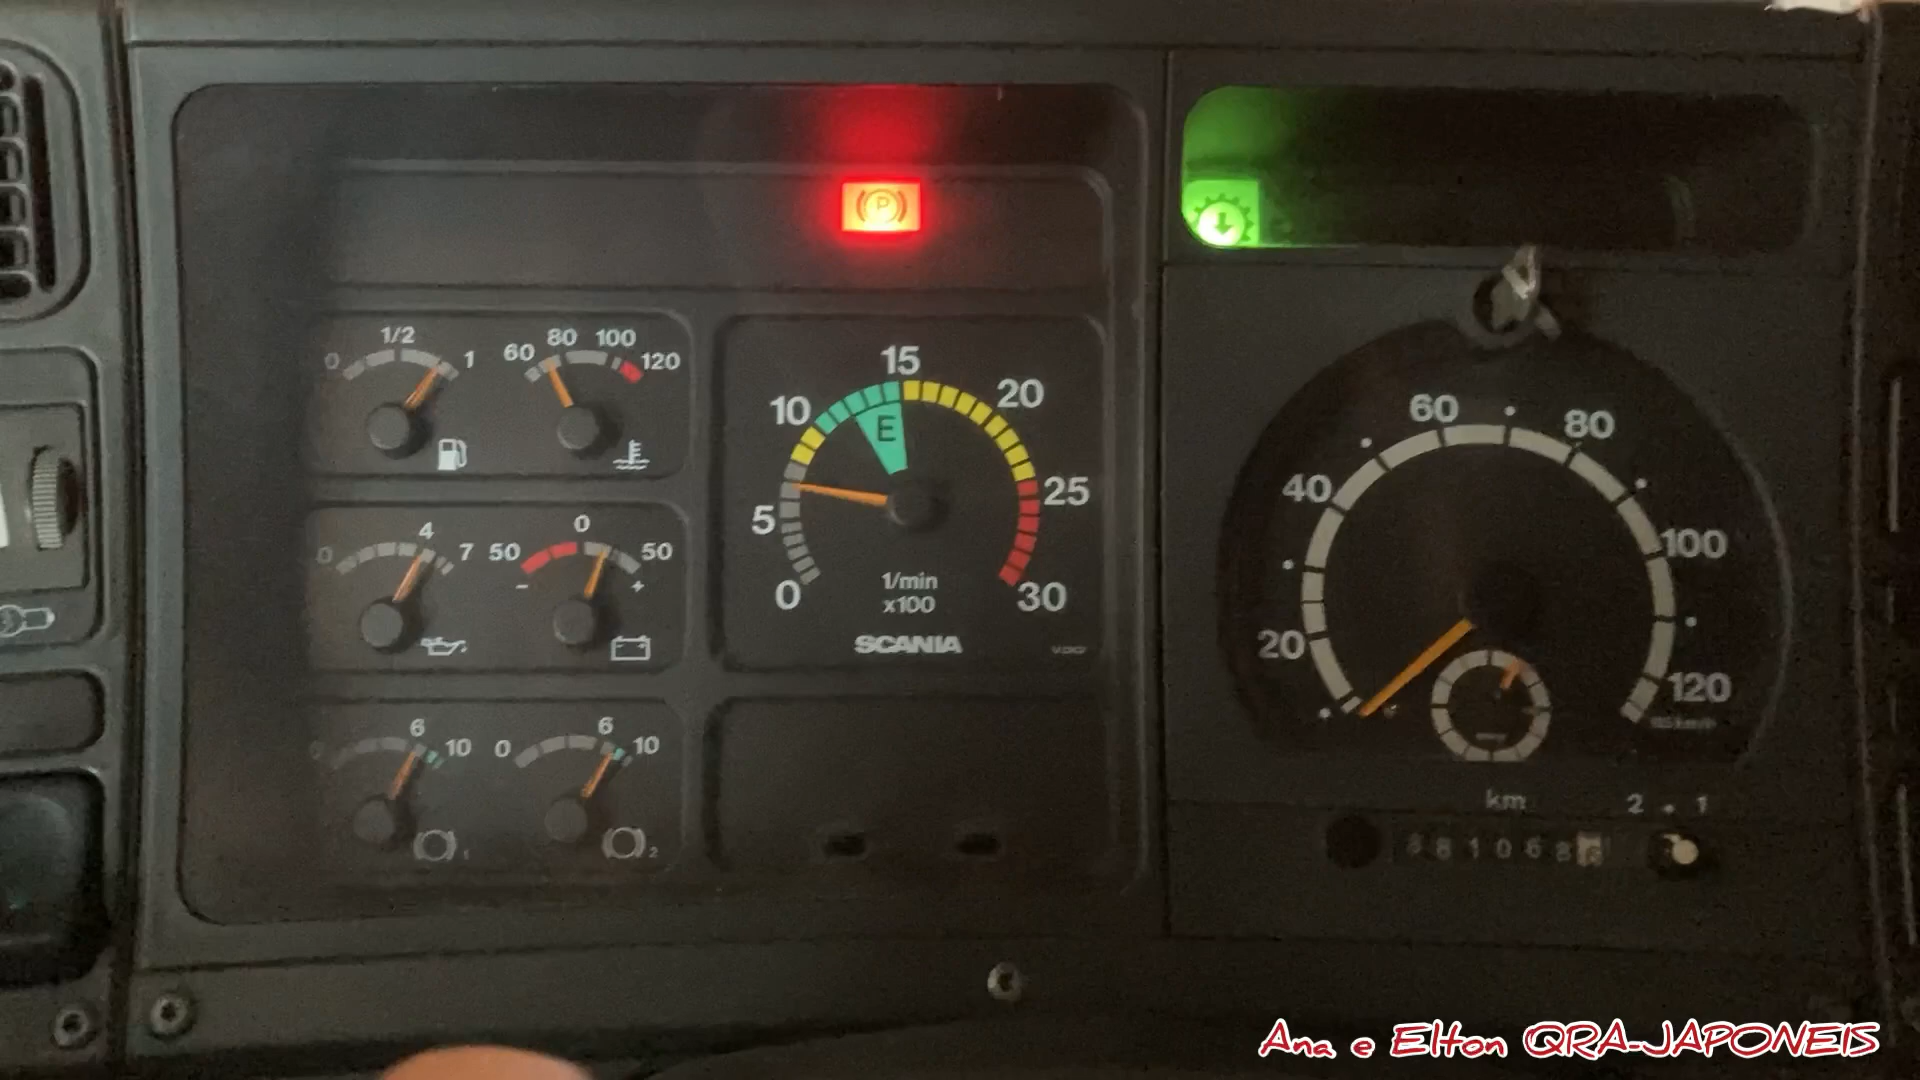 P
0 1/2 1
60 80 100 120
0 4 7
50 0 50
- +
0 6 10
1
0 6 10
2
0 5 10 15 20 25 30
E
1/min
x100
SCANIA
VDO
20 40 60 80 100 120
km
2 . 1
Ana e Elton QRA-JAPONEIS